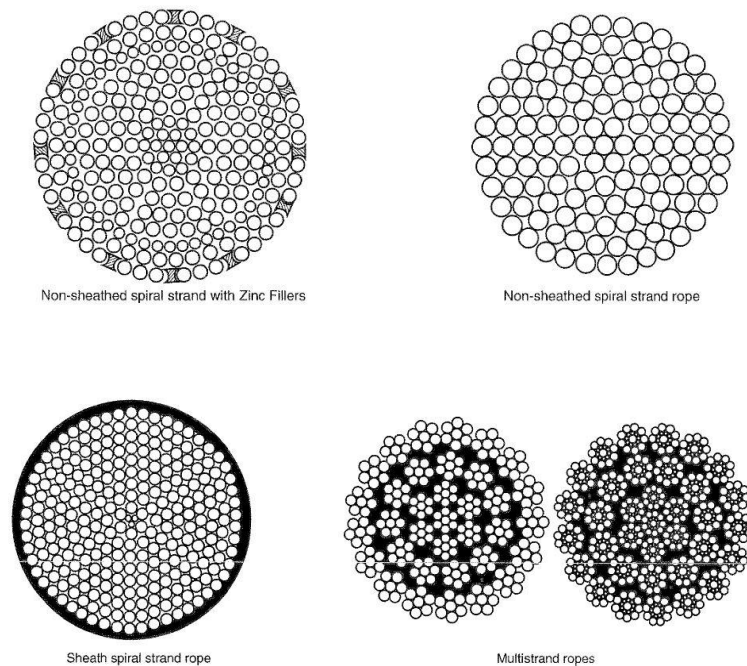 Non-sheathed spiral strand with Zinc Fillers
Non-sheathed spiral strand rope
Sheath spiral strand rope
Multistrand ropes